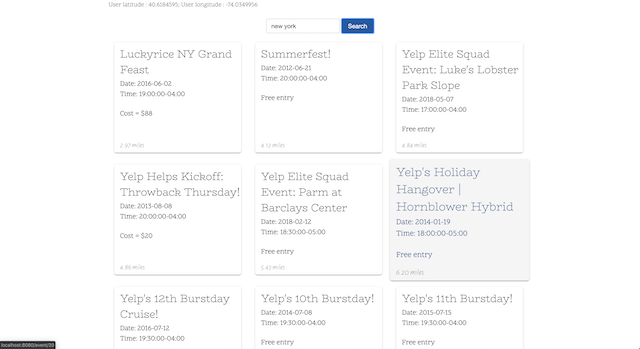 User latitude : 40.6184593; User longitude : -74.0349956
new york
Search
Luckyrice NY Grand
Feast
Date: 2016-06-02
Time: 19:00:00-04:00
Cost = $88
2.97 miles
Summerfest!
Date: 2012-06-21
Time: 20:00:00-04:00
Free entry
4.19 miles
Yelp Elite Squad
Event: Luke's Lobster
Park Slope
Date: 2018-05-07
Time: 17:00:00-04:00
Free entry
4.84 miles
Yelp Helps Kickoff:
Throwback Thursday!
Date: 2013-08-08
Time: 20:00:00-04:00
Cost = $20
4.86 miles
Yelp Elite Squad
Event: Parm at
Barclays Center
Date: 2018-02-12
Time: 18:30:00-05:00
Free entry
5.43 miles
Yelp's Holiday
Hangover |
Hornblower Hybrid
Date: 2014-01-19
Time: 18:00:00-05:00
Free entry
6.20 miles
Yelp's 12th Burstday
Cruise!
Date: 2016-07-12
Time: 19:30:00-04:00
Yelp's 10th Burstday!
Date: 2014-07-08
Time: 19:30:00-04:00
Free entry
Yelp's 11th Burstday!
Date: 2015-07-15
Time: 19:30:00-04:00
Free entry
localhost:8080/event/20